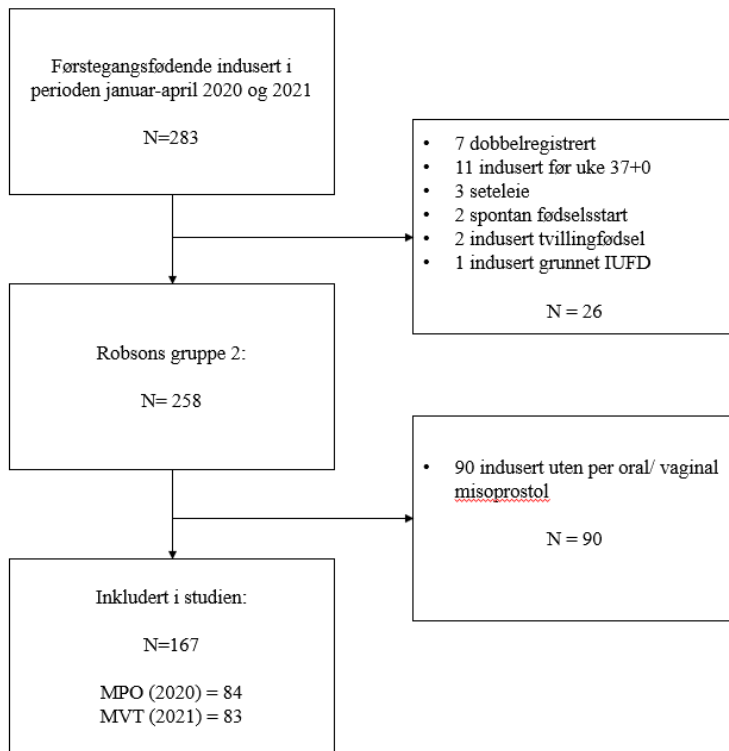 Førstegangsfødende indusert i
perioden januar-april 2020 og 2021
N=283
• 7 dobbelregistrert
• 11 indusert før uke 37+0
• 3 seteleie
• 2 spontan fødselsstart
• 2 indusert tvillingfødsel
• 1 indusert grunnet IUFD
N = 26
Robsons gruppe 2:
N= 258
• 90 indusert uten per oral/ vaginal
misoprostol
N = 90
Inkludert i studien:
N=167
MPO (2020) = 84
MVT (2021) = 83